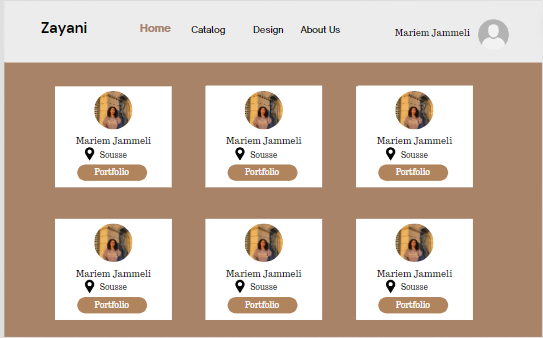 Zayani Home Catalog Design About Us Mariem Jammeli
Mariem Jammeli Mariem Jammeli Mariem Jammeli
Sousse Sousse Sousse
Portfolio Portfolio Portfolio
Mariem Jammeli Mariem Jammeli Mariem Jammeli
Sousse Sousse Sousse
Portfolio Portfolio Portfolio